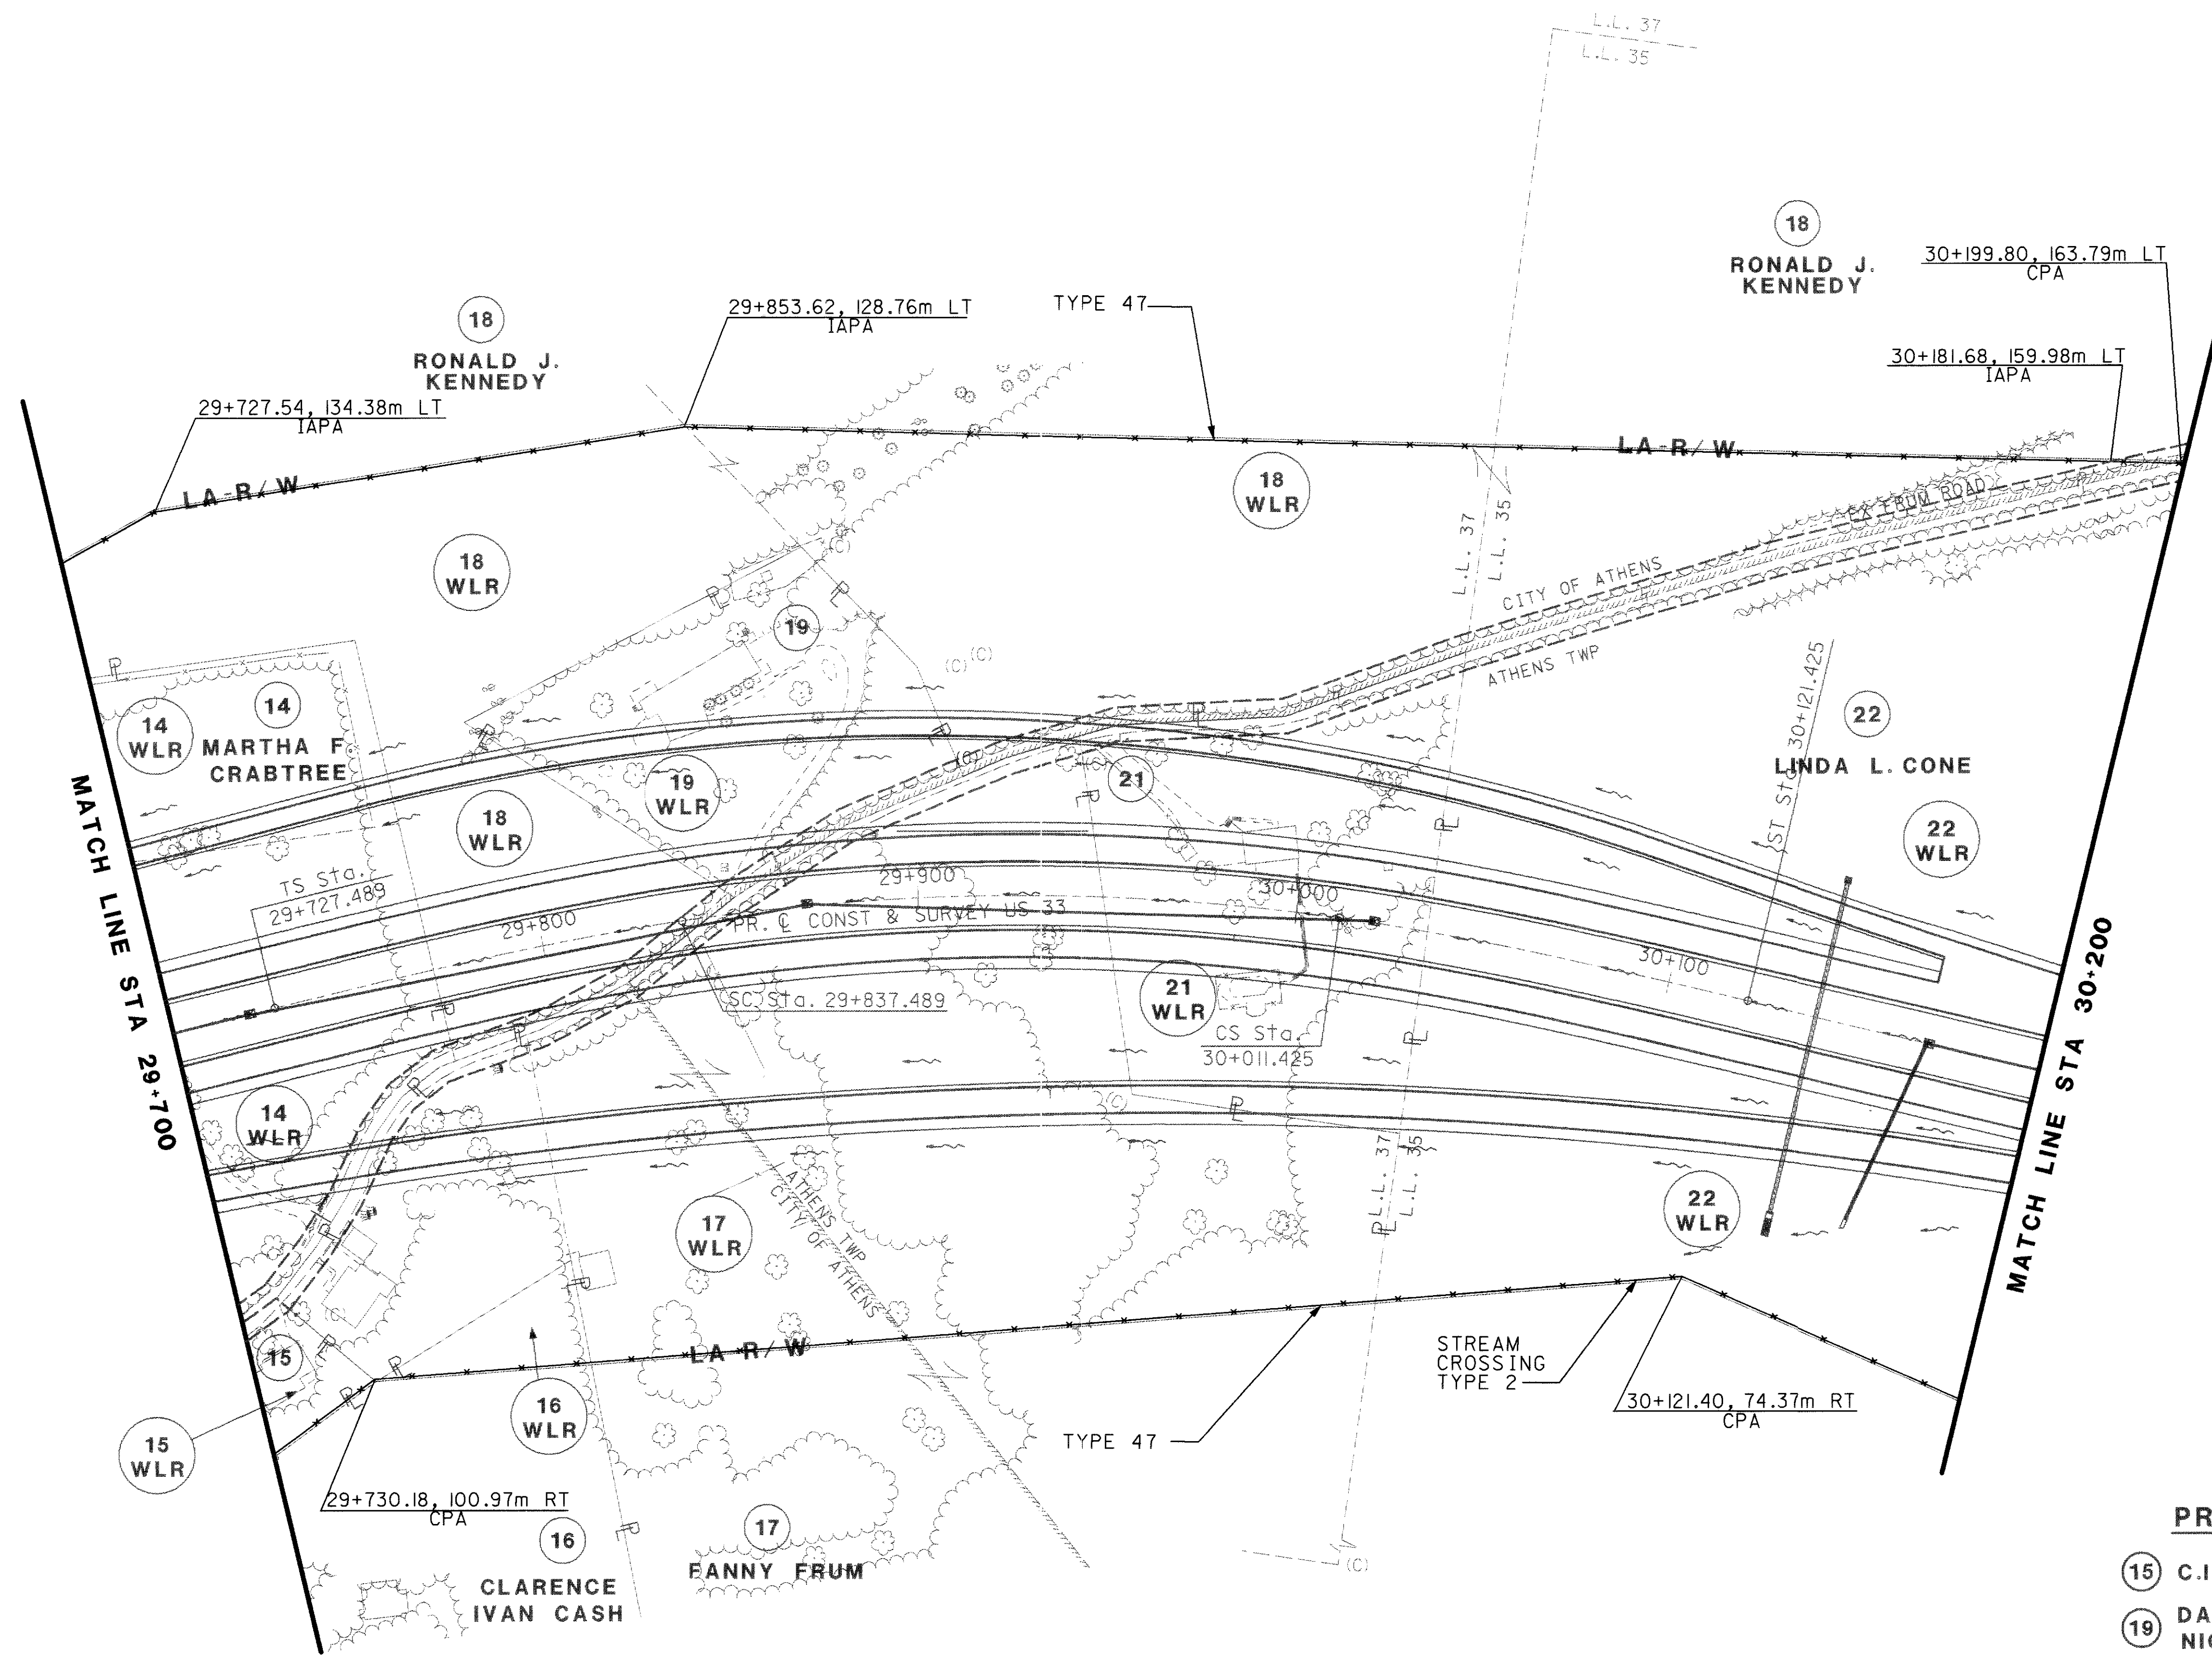 L.L. 37
L.L. 35
18
RONALD J.
KENNEDY
30+199.80, 163.79m LT
CPA
18
RONALD J.
KENNEDY
29+853.62, 128.76m LT
IAPA
TYPE 47
30+181.68, 159.98m LT
IAPA
29+727.54, 134.38m LT
IAPA
LA-R/W
LA-R/W
18
WLR
18
WLR
L.L. 37
L.L. 35
EX FRUM ROAD
CITY OF ATHENS
ATHENS TWP
(C)
19
(C)
(C)
PL
PL
PL
14
WLR
14
MARTHA F.
CRABTREE
18
WLR
19
WLR
(C)
21
22
LINDA L. CONE
ST Sta. 30+121.425
22
WLR
MATCH LINE STA 29+700
TS Sta.
29+727.489
29+800
29+900
PR. CL CONST & SURVEY US 33
30+000
30+100
SC Sta. 29+837.489
21
WLR
CS Sta.
30+011.425
MATCH LINE STA 30+200
14
WLR
(C)
PL
L.L. 37
L.L. 35
PL
17
WLR
ATHENS TWP
CITY OF ATHENS
22
WLR
15
LA-R/W
STREAM
CROSSING
TYPE 2
30+121.40, 74.37m RT
CPA
15
WLR
16
WLR
TYPE 47
29+730.18, 100.97m RT
CPA
16
CLARENCE
IVAN CASH
17
FANNY FRUM
(C)
PR
15 C.I
19 DA
NI